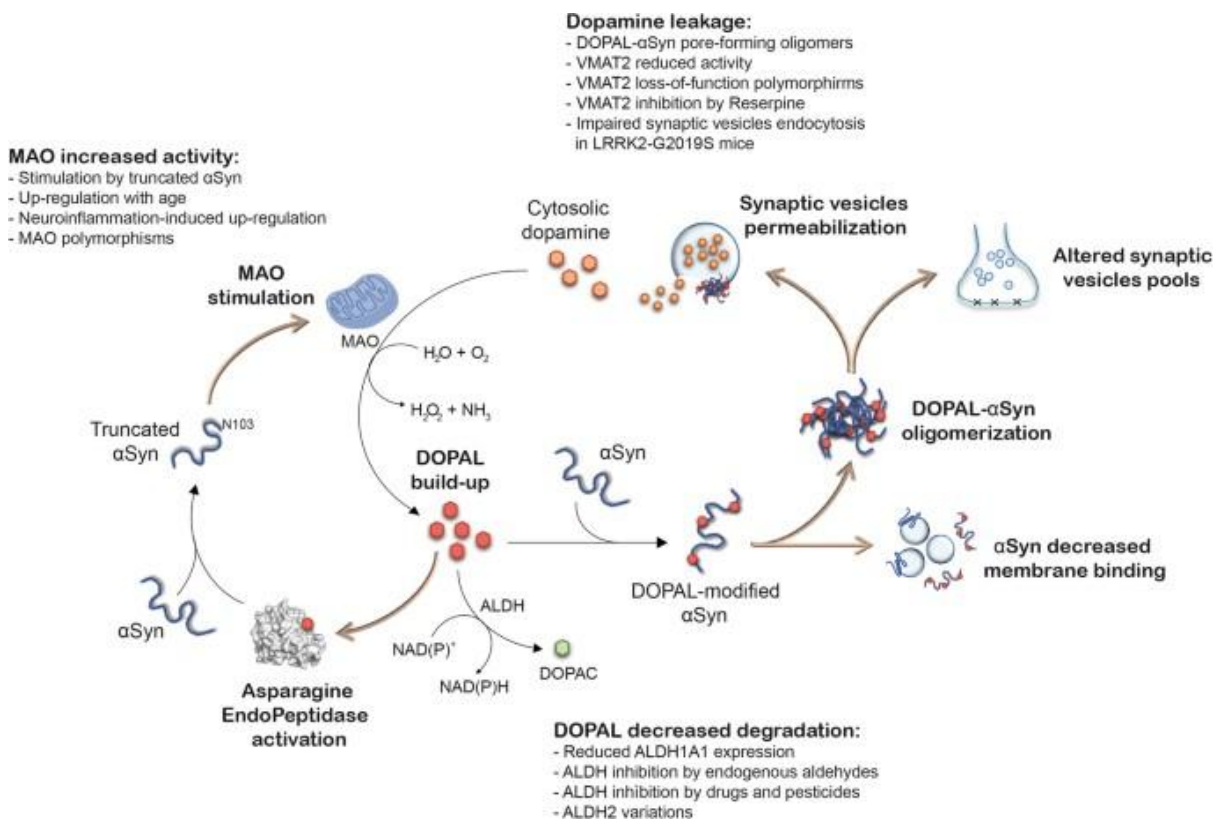 Dopamine leakage:
- DOPAL-αSyn pore-forming oligomers
- VMAT2 reduced activity
- VMAT2 loss-of-function polymorphirms
- VMAT2 inhibition by Reserpine
- Impaired synaptic vesicles endocytosis
in LRRK2-G2019S mice
MAO increased activity:
- Stimulation by truncated αSyn
- Up-regulation with age
- Neuroinflammation-induced up-regulation
- MAO polymorphisms
Cytosolic
dopamine
Synaptic vesicles
permeabilization
Altered synaptic
vesicles pools
MAO
stimulation
MAO
H₂O + O₂
H₂O₂ + NH₃
Truncated
αSyn
N103
DOPAL
build-up
αSyn
DOPAL-αSyn
oligomerization
DOPAL-modified
αSyn
αSyn decreased
membrane binding
αSyn
ALDH
NAD(P)⁺
NAD(P)H
DOPAC
Asparagine
EndoPeptidase
activation
DOPAL decreased degradation:
- Reduced ALDH1A1 expression
- ALDH inhibition by endogenous aldehydes
- ALDH inhibition by drugs and pesticides
- ALDH2 variations